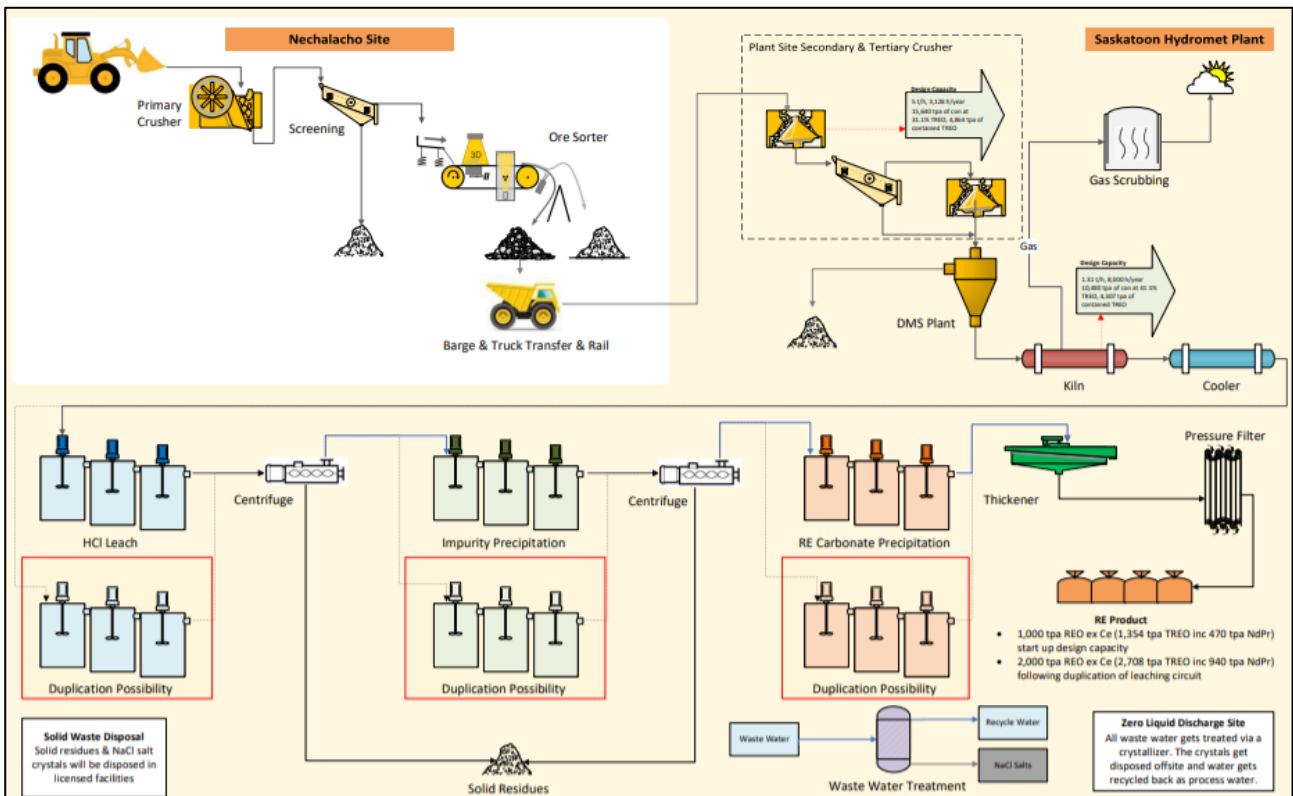 Nechalacho Site
Primary
Crusher
Screening
3D
Ore Sorter
Barge & Truck Transfer & Rail
Plant Site Secondary & Tertiary Crusher
Design Capacity
5 t/h, 3,128 h/year
15,640 tpa of con at
31.1% TREO, 4,864 tpa of
contained TREO
Saskatoon Hydromet Plant
Gas Scrubbing
Gas
DMS Plant
Design Capacity
1.31 t/h, 8,000 h/year
10,480 tpa of con at 41.1%
TREO, 4,307 tpa of
contained TREO
Kiln
Cooler
HCl Leach
Centrifuge
Impurity Precipitation
Centrifuge
RE Carbonate Precipitation
Thickener
Pressure Filter
Duplication Possibility
Duplication Possibility
Duplication Possibility
RE Product
• 1,000 tpa REO ex Ce (1,354 tpa TREO inc 470 tpa NdPr)
start up design capacity
• 2,000 tpa REO ex Ce (2,708 tpa TREO inc 940 tpa NdPr)
following duplication of leaching circuit
Solid Waste Disposal
Solid residues & NaCl salt
crystals will be disposed in
licensed facilities
Solid Residues
Waste Water
Recycle Water
NaCl Salts
Waste Water Treatment
Zero Liquid Discharge Site
All waste water gets treated via a
crystallizer. The crystals get
disposed offsite and water gets
recycled back as process water.